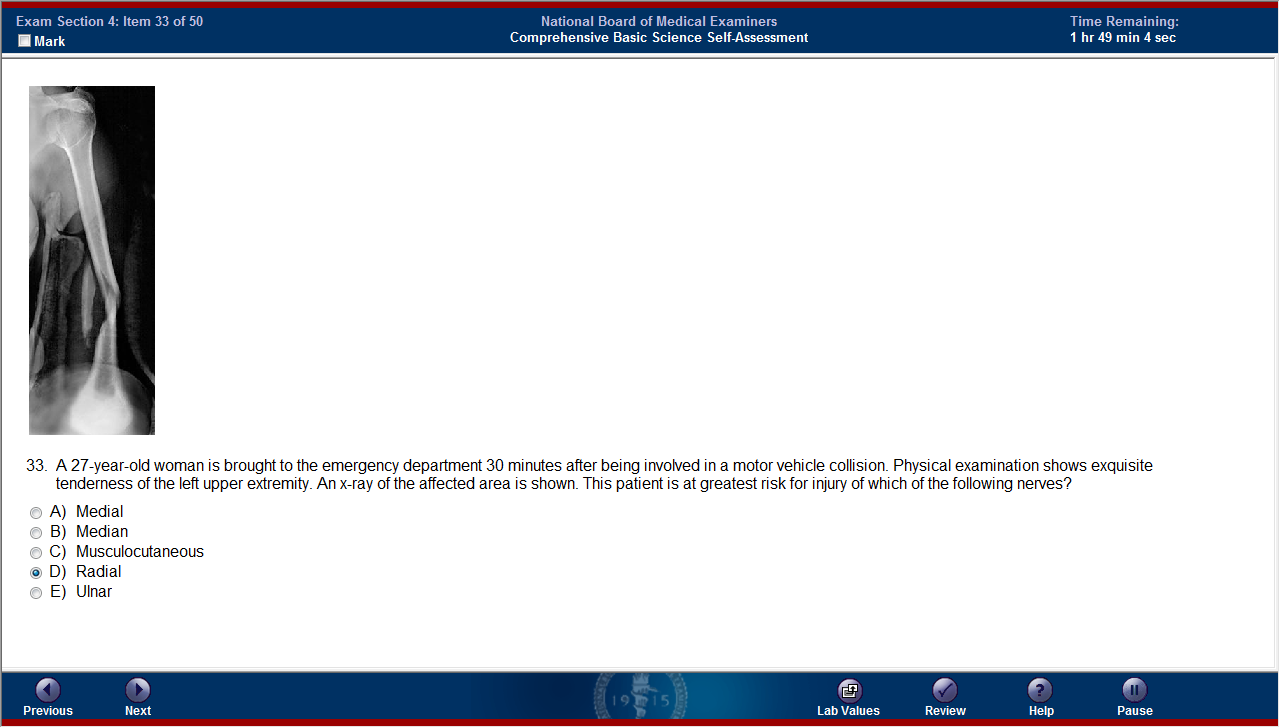 Exam Section 4: Item 33 of 50
National Board of Medical Examiners
Time Remaining:
Mark
Comprehensive Basic Science Self-Assessment
1 hr 49 min 4 sec
33. A 27-year-old woman is brought to the emergency department 30 minutes after being involved in a motor vehicle collision. Physical examination shows exquisite
tenderness of the left upper extremity. An x-ray of the affected area is shown. This patient is at greatest risk for injury of which of the following nerves?
A) Medial
B) Median
C) Musculocutaneous
D) Radial
E) Ulnar
1915
Previous
Next
Lab Values
Review
Help
Pause